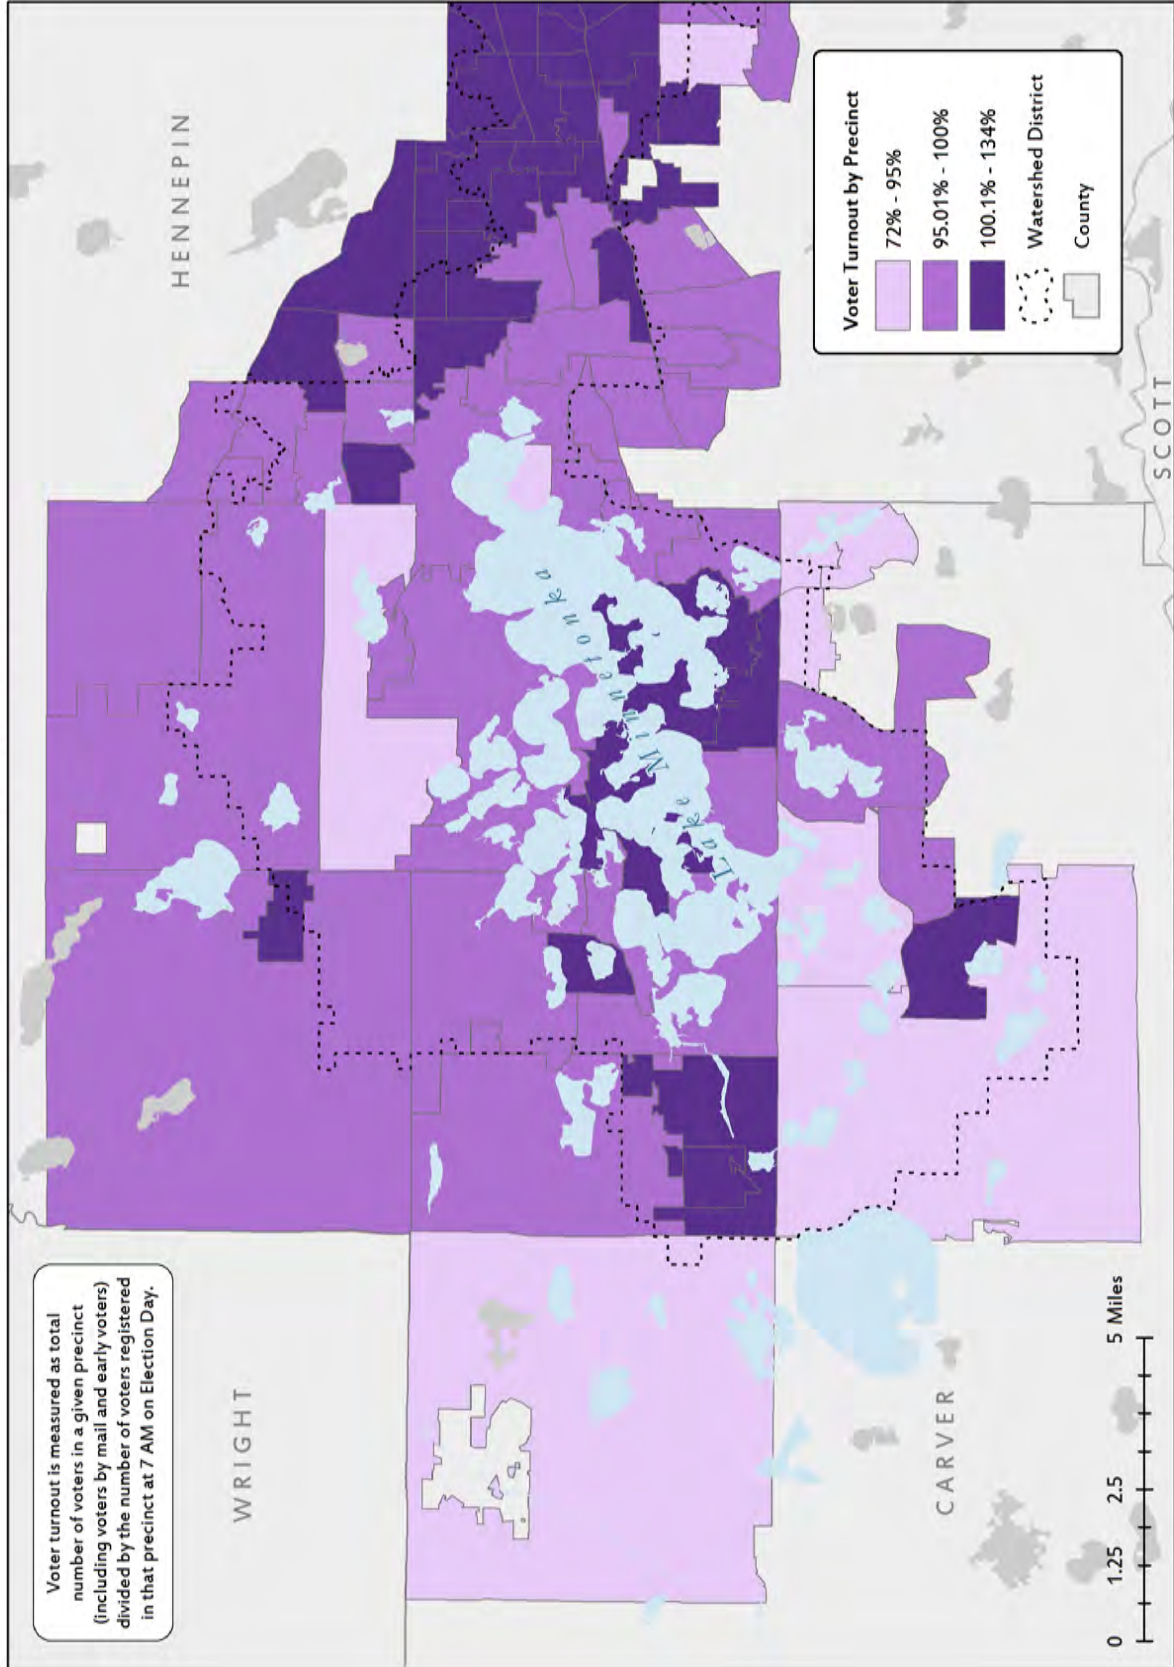 Voter turnout is measured as total
number of voters in a given precinct
(including voters by mail and early voters)
divided by the number of voters registered
in that precinct at 7 AM on Election Day.
WRIGHT
HENNEPIN
Lake Minnetonka
CARVER
SCOTT
0 1.25 2.5 5 Miles
Voter Turnout by Precinct
72% - 95%
95.01% - 100%
100.1% - 134%
Watershed District
County